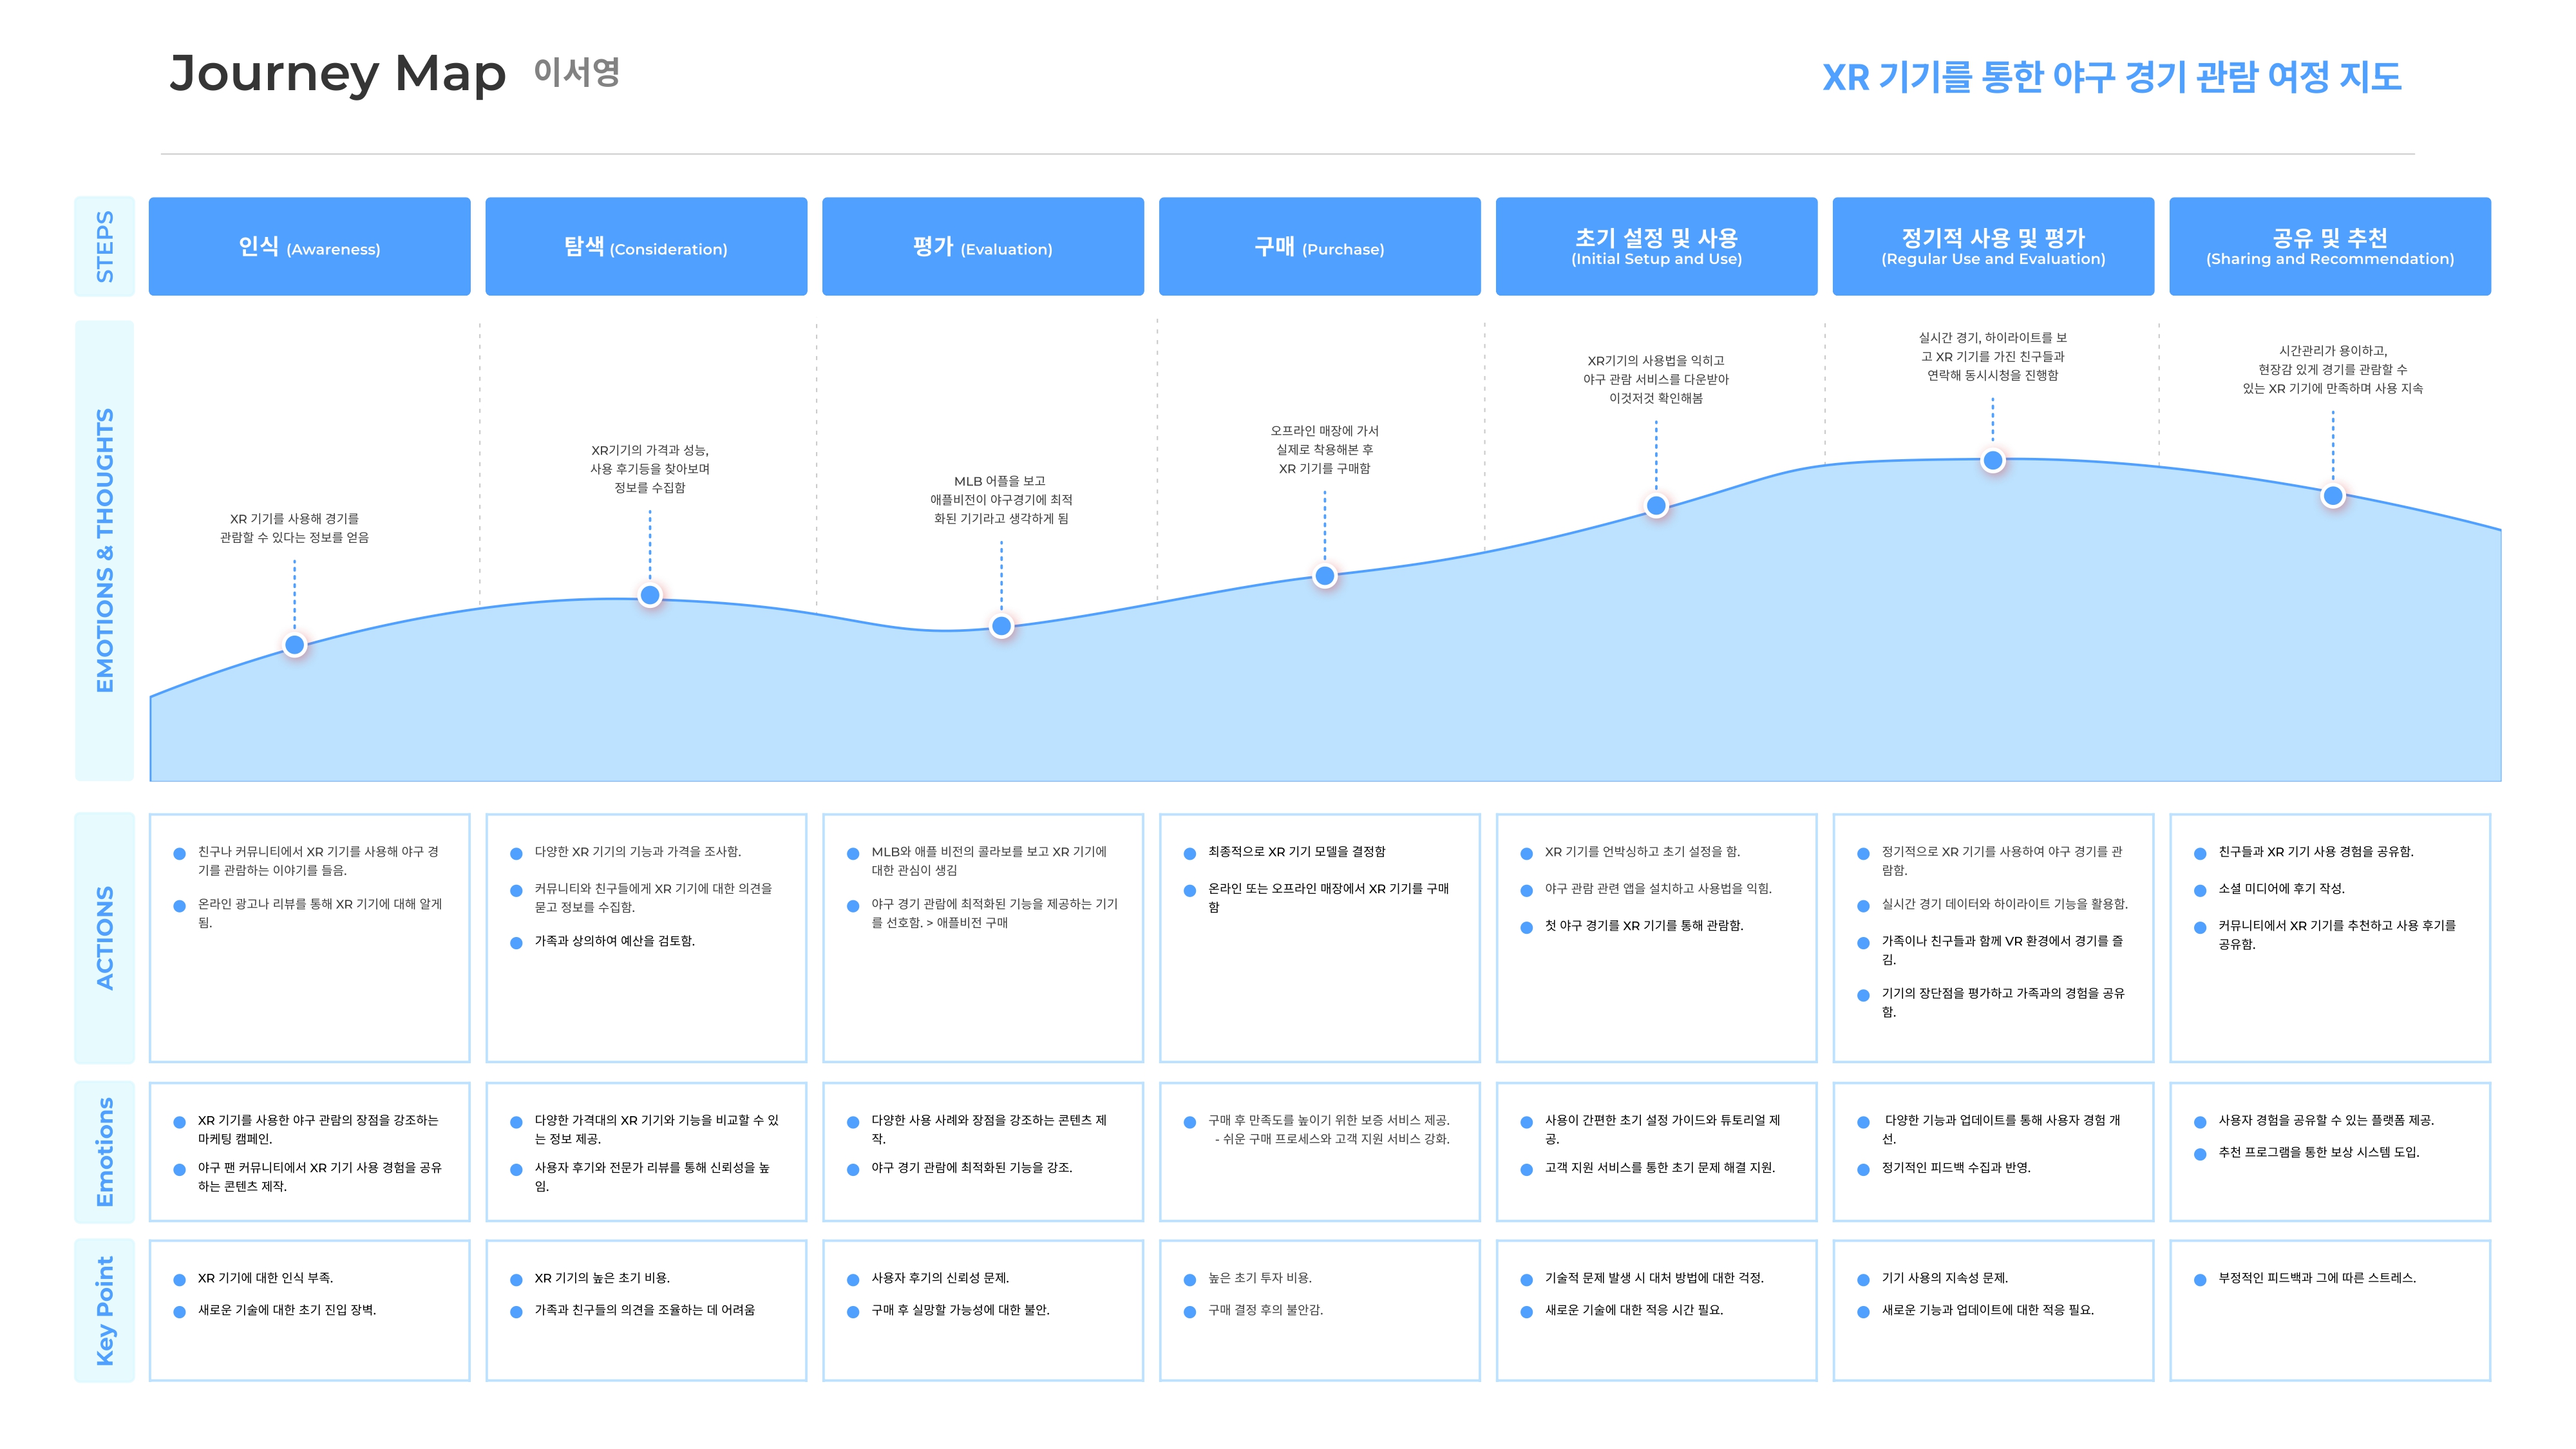 Journey Map 이서영
XR 기기를 통한 야구 경기 관람 여정 지도
STEPS
인식 (Awareness)
탐색 (Consideration)
평가 (Evaluation)
구매 (Purchase)
초기 설정 및 사용
(Initial Setup and Use)
정기적 사용 및 평가
(Regular Use and Evaluation)
공유 및 추천
(Sharing and Recommendation)
EMOTIONS & THOUGHTS
XR 기기를 사용해 경기를
관람할 수 있다는 정보를 얻음
XR기기의 가격과 성능,
사용 후기등을 찾아보며
정보를 수집함
MLB 어플을 보고
애플비전이 야구경기에 최적
화된 기기라고 생각하게 됨
오프라인 매장에 가서
실제로 착용해본 후
XR 기기를 구매함
XR기기의 사용법을 익히고
야구 관람 서비스를 다운받아
이것저것 확인해봄
실시간 경기, 하이라이트를 보
고 XR 기기를 가진 친구들과
연락해 동시시청을 진행함
시간관리가 용이하고,
현장감 있게 경기를 관람할 수
있는 XR 기기에 만족하며 사용 지속
ACTIONS
친구나 커뮤니티에서 XR 기기를 사용해 야구 경
기를 관람하는 이야기를 들음.
온라인 광고나 리뷰를 통해 XR 기기에 대해 알게
됨.
다양한 XR 기기의 기능과 가격을 조사함.
커뮤니티와 친구들에게 XR 기기에 대한 의견을
묻고 정보를 수집함.
가족과 상의하여 예산을 검토함.
MLB와 애플 비전의 콜라보를 보고 XR 기기에
대한 관심이 생김
야구 경기 관람에 최적화된 기능을 제공하는 기기
를 선호함. > 애플비전 구매
최종적으로 XR 기기 모델을 결정함
온라인 또는 오프라인 매장에서 XR 기기를 구매
함
XR 기기를 언박싱하고 초기 설정을 함.
야구 관람 관련 앱을 설치하고 사용법을 익힘.
첫 야구 경기를 XR 기기를 통해 관람함.
정기적으로 XR 기기를 사용하여 야구 경기를 관
람함.
실시간 경기 데이터와 하이라이트 기능을 활용함.
가족이나 친구들과 함께 VR 환경에서 경기를 즐
김.
기기의 장단점을 평가하고 가족과의 경험을 공유
함.
친구들과 XR 기기 사용 경험을 공유함.
소셜 미디어에 후기 작성.
커뮤니티에서 XR 기기를 추천하고 사용 후기를
공유함.
Emotions
XR 기기를 사용한 야구 관람의 장점을 강조하는
마케팅 캠페인.
야구 팬 커뮤니티에서 XR 기기 사용 경험을 공유
하는 콘텐츠 제작.
다양한 가격대의 XR 기기와 기능을 비교할 수 있
는 정보 제공.
사용자 후기와 전문가 리뷰를 통해 신뢰성을 높
임.
다양한 사용 사례와 장점을 강조하는 콘텐츠 제
작.
야구 경기 관람에 최적화된 기능을 강조.
구매 후 만족도를 높이기 위한 보증 서비스 제공.
- 쉬운 구매 프로세스와 고객 지원 서비스 강화.
사용이 간편한 초기 설정 가이드와 튜토리얼 제
공.
고객 지원 서비스를 통한 초기 문제 해결 지원.
다양한 기능과 업데이트를 통해 사용자 경험 개
선.
정기적인 피드백 수집과 반영.
사용자 경험을 공유할 수 있는 플랫폼 제공.
추천 프로그램을 통한 보상 시스템 도입.
Key Point
XR 기기에 대한 인식 부족.
새로운 기술에 대한 초기 진입 장벽.
XR 기기의 높은 초기 비용.
가족과 친구들의 의견을 조율하는 데 어려움
사용자 후기의 신뢰성 문제.
구매 후 실망할 가능성에 대한 불안.
높은 초기 투자 비용.
구매 결정 후의 불안감.
기술적 문제 발생 시 대처 방법에 대한 걱정.
새로운 기술에 대한 적응 시간 필요.
기기 사용의 지속성 문제.
새로운 기능과 업데이트에 대한 적응 필요.
부정적인 피드백과 그에 따른 스트레스.